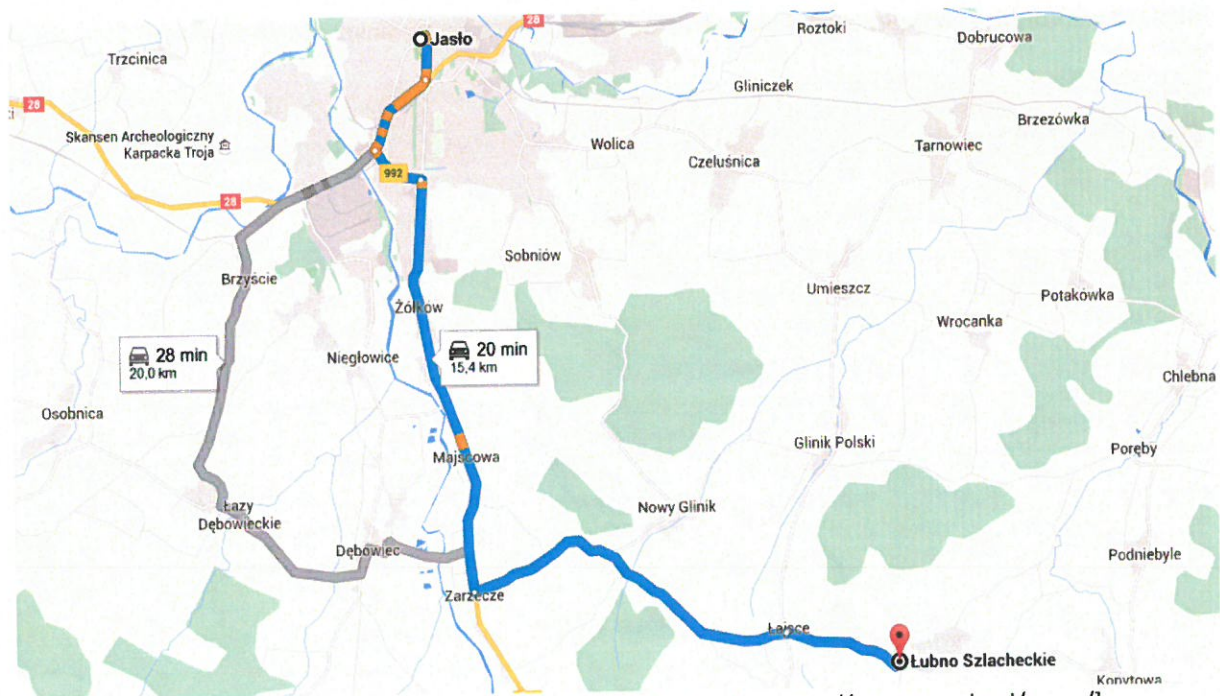 28
Jasło
Roztoki
Dobrucowa
Trzcinica
Gliniczek
28
Brzezówka
Skansen Archeologiczny
Karpacka Troja
Wolica
Tarnowiec
Czeluśnica
992
28
Sobniów
Brzyście
Umieszcz
Potakówka
Żółków
Wrocanka
28 min
20,0 km
Niegłowice
20 min
15,4 km
Chlebna
Osobnica
Glinik Polski
Poręby
Majscowa
Łazy
Dębowieckie
Nowy Glinik
Dębowiec
Podniebyle
Zarzecze
Łajsce
Łubno Szlacheckie